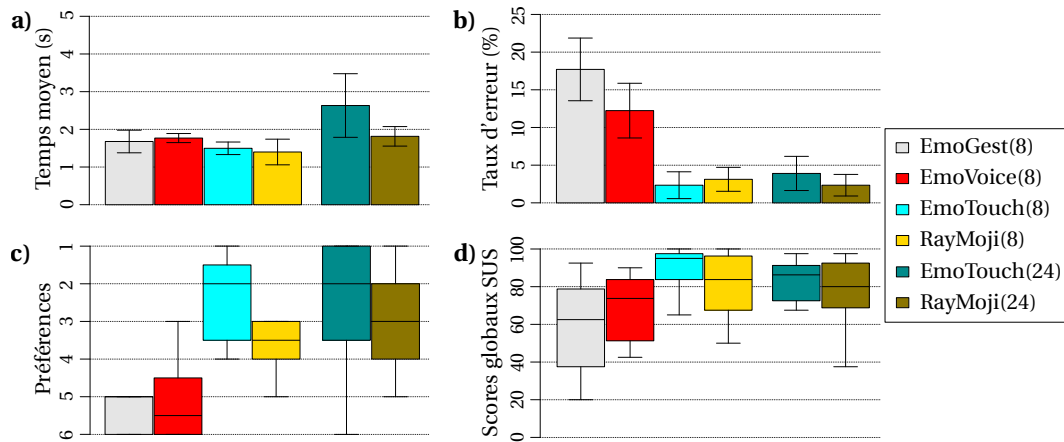 a)
Temps moyen (s)
5
4
3
2
1
0
b)
Taux d'erreur (%)
25
20
15
10
5
0
c)
Préférences
1
2
3
4
5
6
d)
Scores globaux SUS
100
80
60
40
20
0
EmoGest(8)
EmoVoice(8)
EmoTouch(8)
RayMoji(8)
EmoTouch(24)
RayMoji(24)